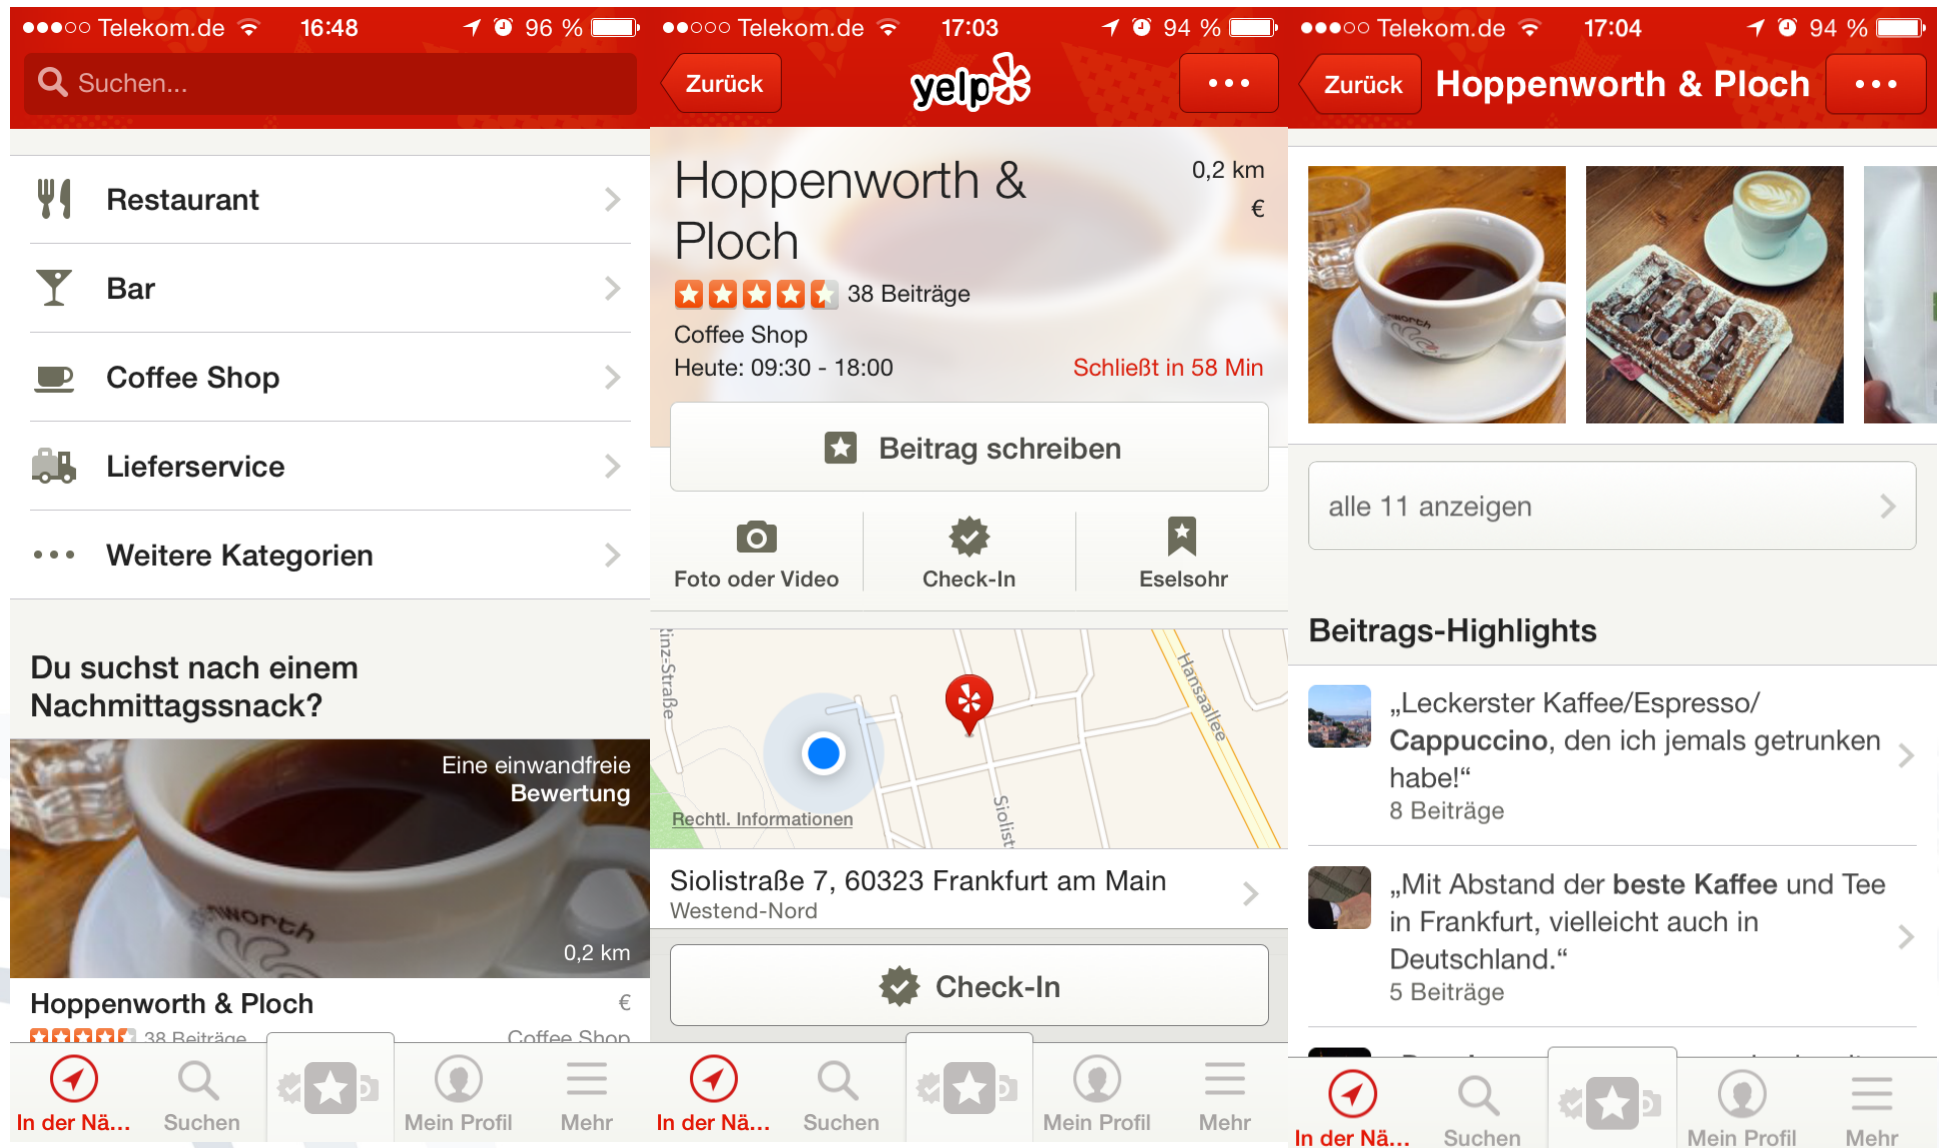 Telekom.de 16:48 96 %
Suchen...
Restaurant
Bar
Coffee Shop
Lieferservice
Weitere Kategorien
Du suchst nach einem
Nachmittagssnack?
Eine einwandfreie
Bewertung
0,2 km
Hoppenworth & Ploch €
38 Beiträge Coffee Shop
In der Nä... Suchen Mein Profil Mehr
Telekom.de 17:03 94 %
Zurück yelp
Hoppenworth & 0,2 km
Ploch €
38 Beiträge
Coffee Shop
Heute: 09:30 - 18:00 Schließt in 58 Min
Beitrag schreiben
Foto oder Video Check-In Eselsohr
inz-Straße
Hansaallee
Siolist
Rechtl. Informationen
Siolistraße 7, 60323 Frankfurt am Main
Westend-Nord
Check-In
In der Nä... Suchen Mein Profil Mehr
Telekom.de 17:04 94 %
Zurück Hoppenworth & Ploch
alle 11 anzeigen
Beitrags-Highlights
„Leckerster Kaffee/Espresso/
Cappuccino, den ich jemals getrunken
habe!“
8 Beiträge
„Mit Abstand der beste Kaffee und Tee
in Frankfurt, vielleicht auch in
Deutschland.“
5 Beiträge
In der Nä... Suchen Mein Profil Mehr